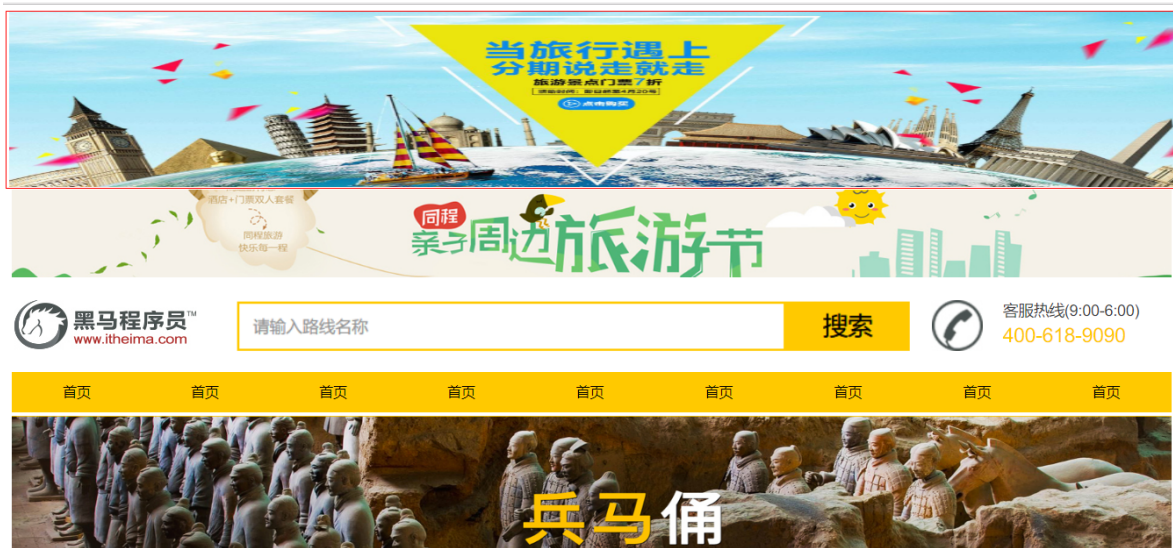 当旅行遇上
分期说走就走
旅游景点门票7折
点击购买
酒店+门票双人套餐
同程旅游
快乐每一程
同程
亲子周边旅游节
黑马程序员™
www.itheima.com
请输入路线名称
搜索
客服热线(9:00-6:00)
400-618-9090
首页 首页 首页 首页 首页 首页 首页 首页 首页
兵马俑